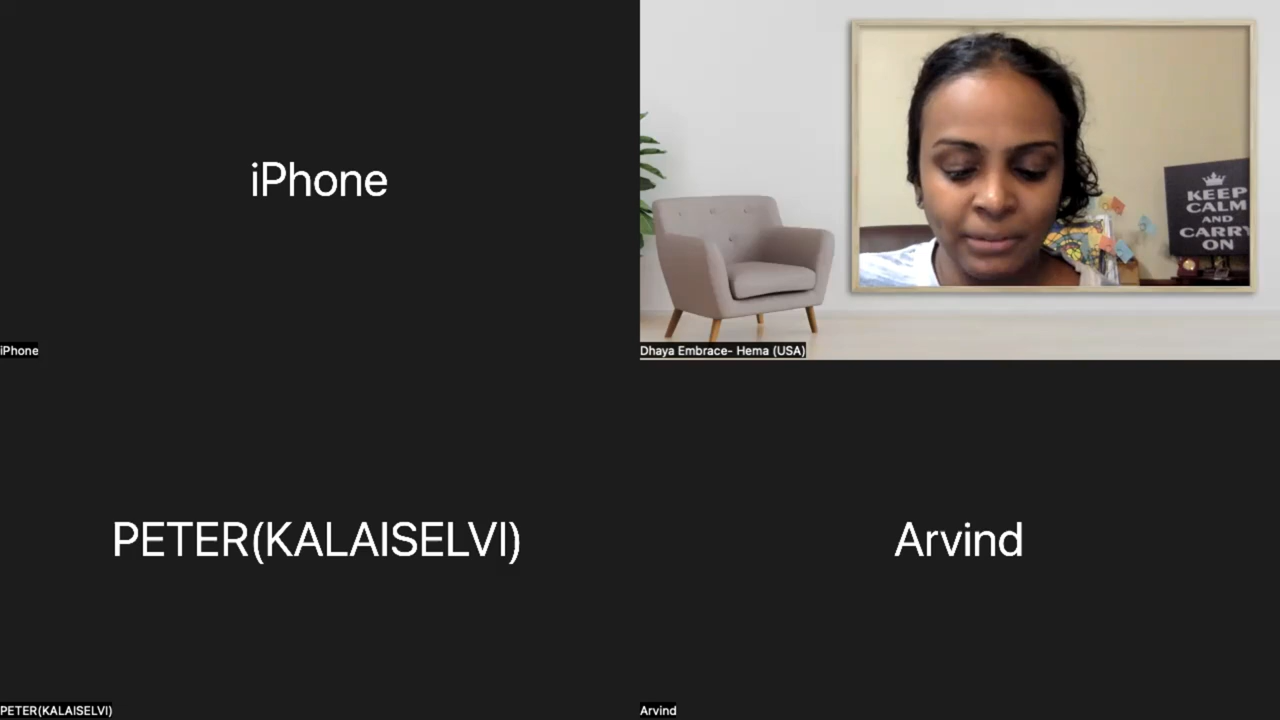 iPhone
iPhone
KEEP
CALM
AND
CARRY
ON
Dhaya Embrace- Hema (USA)
PETER(KALAISELVI)
PETER(KALAISELVI)
Arvind
Arvind